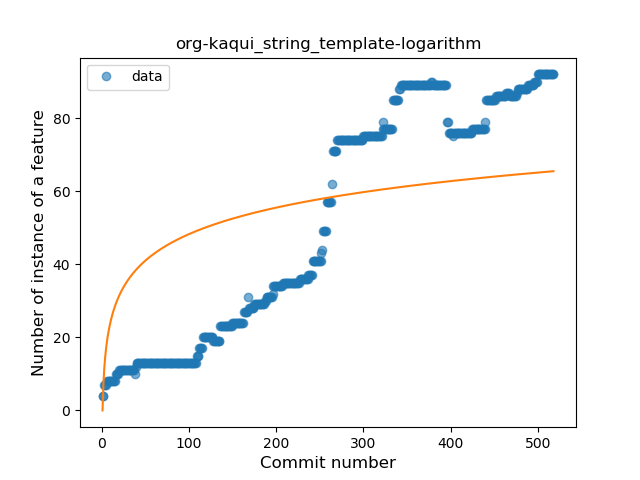 org-kaqui_string_template-logarithm
data
Number of instance of a feature
80
60
40
20
0
0 100 200 300 400 500
Commit number